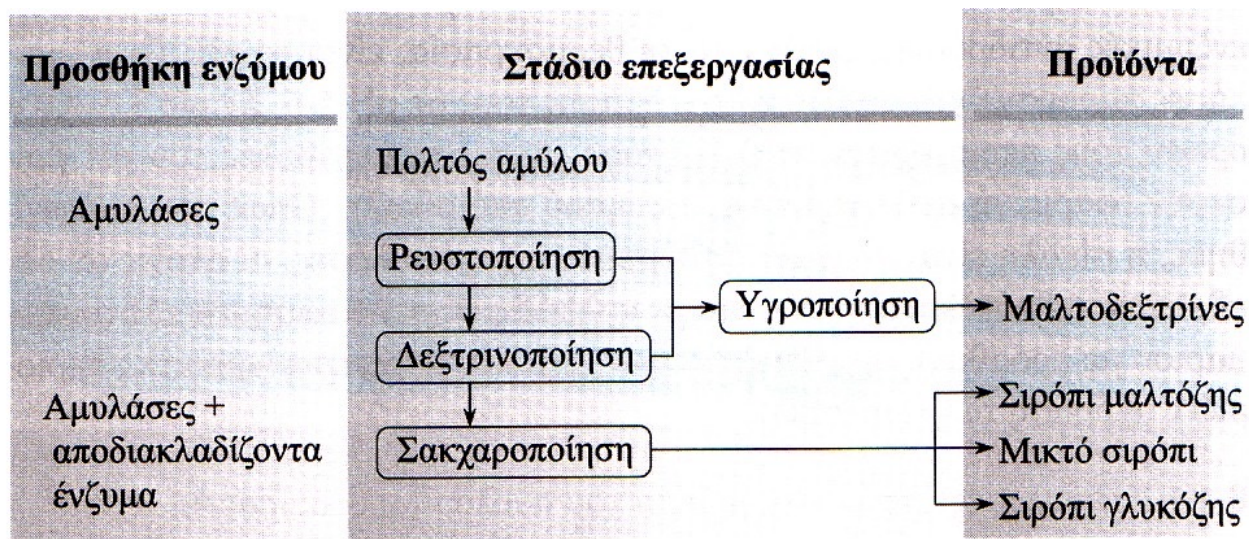 Προσθήκη ενζύμου
Στάδιο επεξεργασίας
Προϊόντα
Πολτός αμύλου
Αμυλάσες
Ρευστοποίηση
Υγροποίηση
Μαλτοδεξτρίνες
Δεξτρινοποίηση
Αμυλάσες +
αποδιακλαδίζοντα
ένζυμα
Σακχαροποίηση
Σιρόπι μαλτόζης
Μικτό σιρόπι
Σιρόπι γλυκόζης